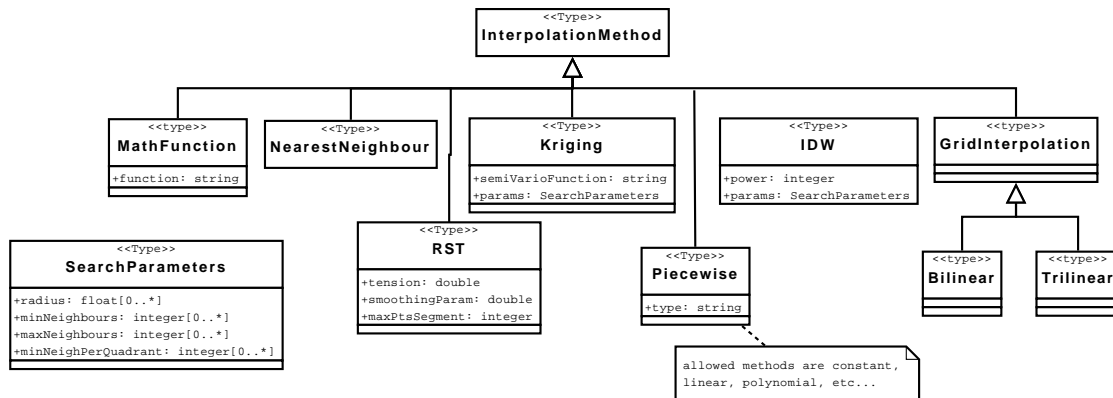 <<Type>>
InterpolationMethod
<<type>>
MathFunction
+function: string
<<Type>>
NearestNeighbour
<<Type>>
Kriging
+semiVarioFunction: string
+params: SearchParameters
<<Type>>
IDW
+power: integer
+params: SearchParameters
<<type>>
GridInterpolation
<<Type>>
SearchParameters
+radius: float[0..*]
+minNeighbours: integer[0..*]
+maxNeighbours: integer[0..*]
+minNeighPerQuadrant: integer[0..*]
<<Type>>
RST
+tension: double
+smoothingParam: double
+maxPtsSegment: integer
<<Type>>
Piecewise
+type: string
<<type>>
Bilinear
<<type>>
Trilinear
allowed methods are constant,
linear, polynomial, etc...